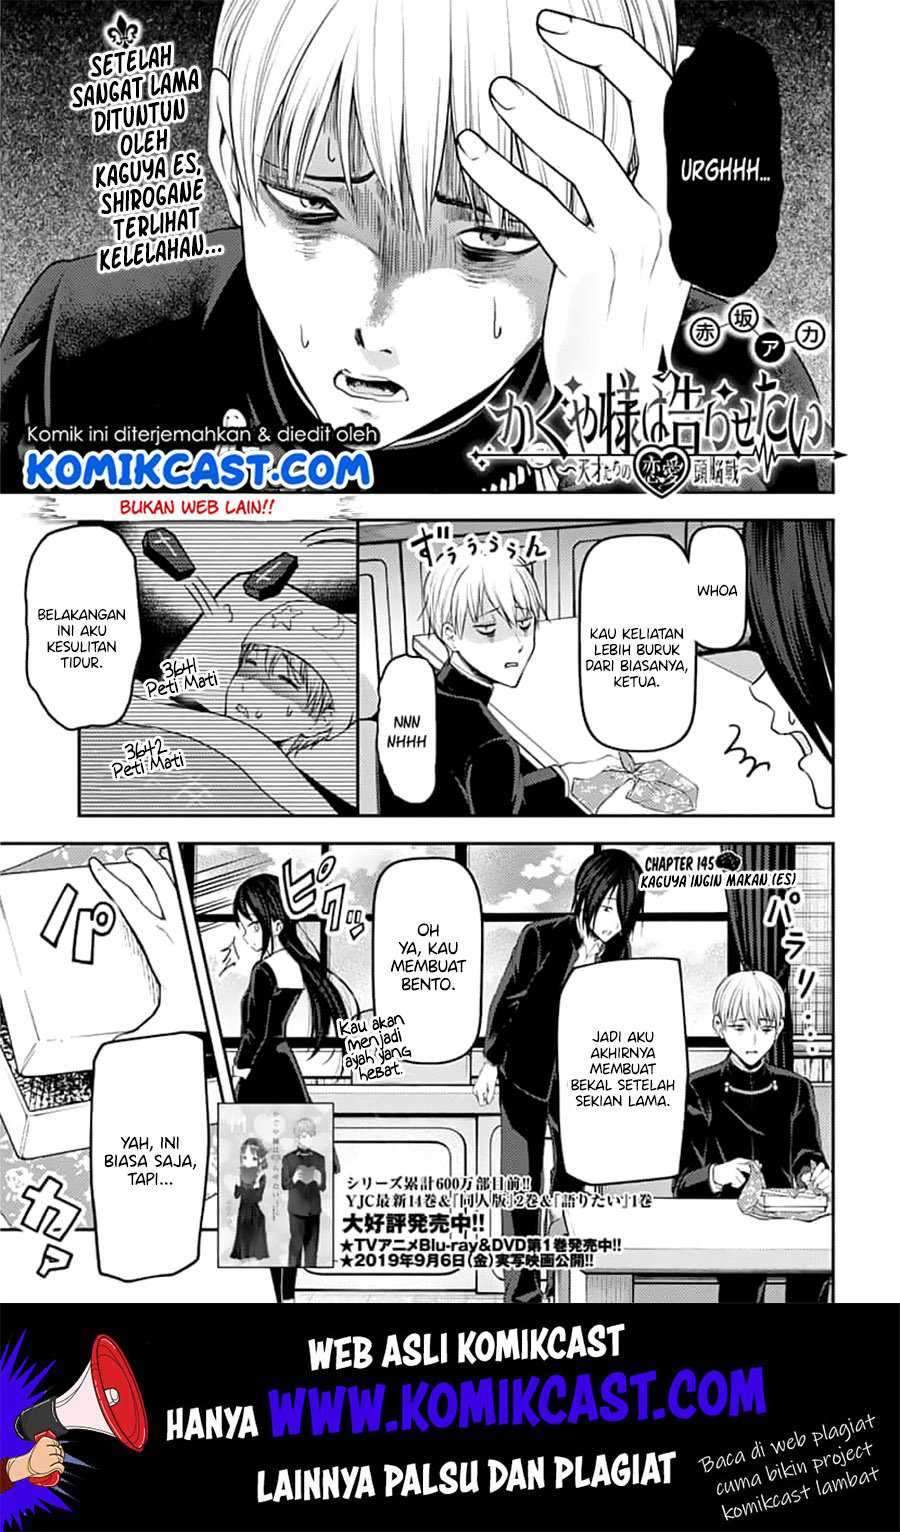 SETELAH
SANGAT LAMA
DITUNTUN
OLEH
KAGUYA ES,
SHIROGANE
TERLIHAT
KELELAHAN...
URGHHH...
赤坂アカ
かぐや様は告らせたい
～天才たちの恋愛頭脳戦～
Komik ini diterjemahkan & diedit oleh
KOMIKCAST.COM
BUKAN WEB LAIN!!
ずぅぅぅぅん
WHOA
KAU KELIATAN
LEBIH BURUK
DARI BIASANYA,
KETUA.
NNN
NHHH
BELAKANGAN
INI AKU
KESULITAN
TIDUR.
3641
Peti Mati
3642
Peti Mati
CHAPTER 145
KAGUYA INGIN MAKAN (ES)
パラリ・・・
JADI AKU
AKHIRNYA
MEMBUAT
BEKAL SETELAH
SEKIAN LAMA.
OH
YA, KAU
MEMBUAT
BENTO.
Kau akan
menjadi
ayah yang
hebat.
ピクッ!!
パカァ
YAH, INI
BIASA SAJA,
TAPI...
シリーズ累計600万部目前!!
YJC最新14巻&「同人版」2巻&「語りたい」1巻
大好評発売中!!
★TVアニメBlu-ray&DVD第1巻発売中!!
★2019年9月6日(金)実写映画公開!!
WEB ASLI KOMIKCAST
HANYA WWW.KOMIKCAST.COM
LAINNYA PALSU DAN PLAGIAT
Baca di web plagiat
cuma bikin project
komikcast lambat